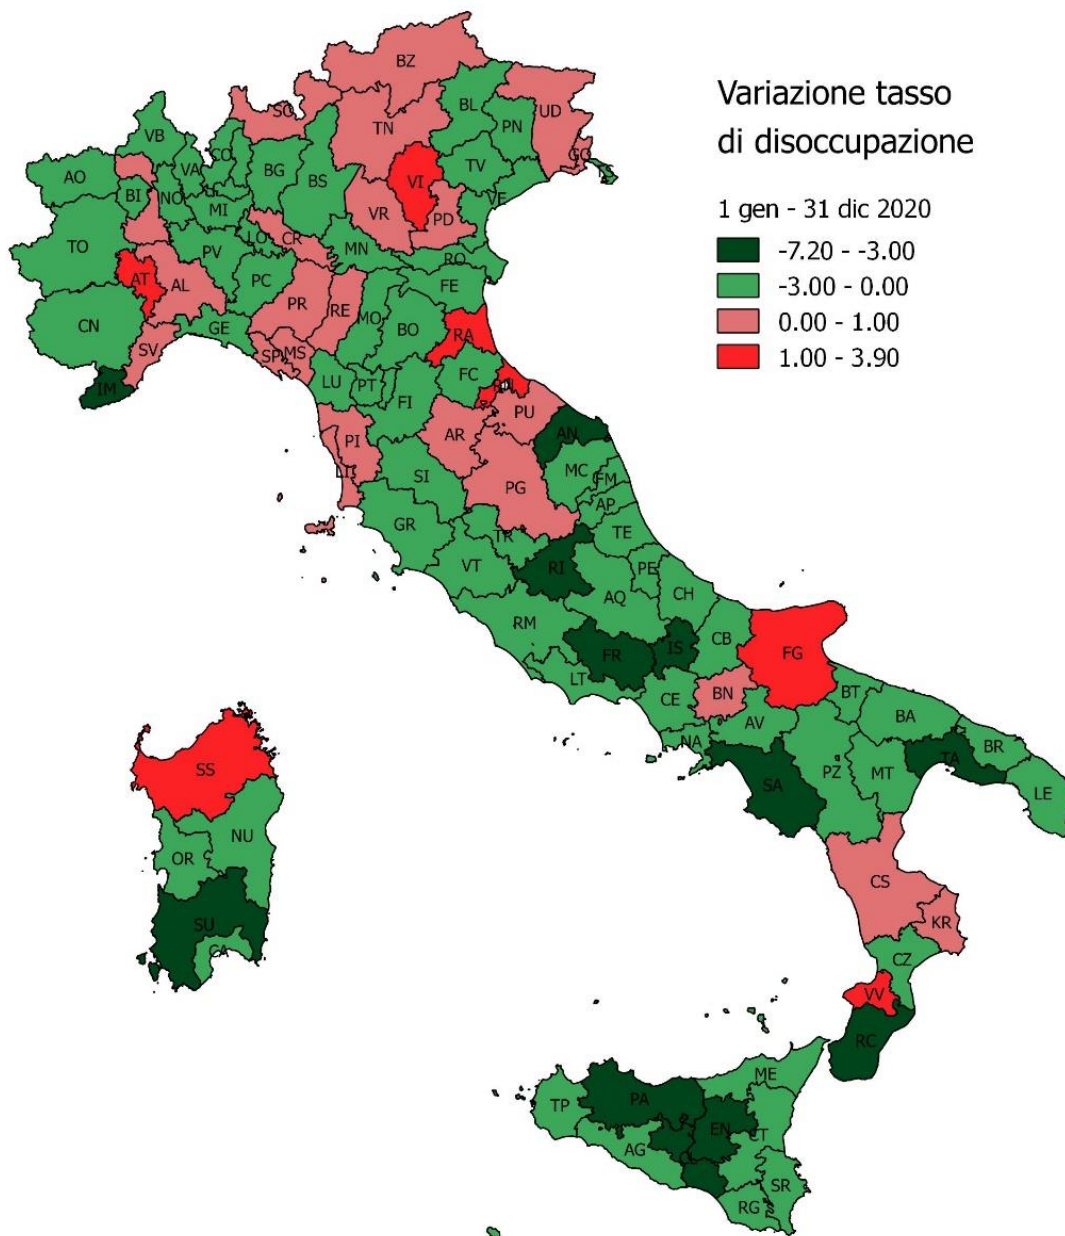 Variazione tasso
di disoccupazione
1 gen - 31 dic 2020
-7.20 - -3.00
-3.00 - 0.00
0.00 - 1.00
1.00 - 3.90
BZ
SO
BL
UD
TN
PN
VB
GO
CO
VA
BG
BS
TV
VI
AO
BI
NO
MI
VR
PD
VE
TO
LO
CR
PV
MN
RO
AT
AL
PC
FE
PR
RE
MO
BO
CN
GE
RA
SV
SP
MS
FC
IM
LU
PT
FI
PU
AR
AN
PI
LI
SI
MC
FM
PG
AP
GR
TR
TE
VT
RI
PE
AQ
CH
RM
CB
FR
IS
FG
LT
BN
CE
BT
BA
AV
NA
BR
PZ
MT
TA
SA
LE
SS
NU
OR
CS
SU
KR
CA
CZ
VV
RC
ME
PA
TP
EN
CT
AG
SR
RG